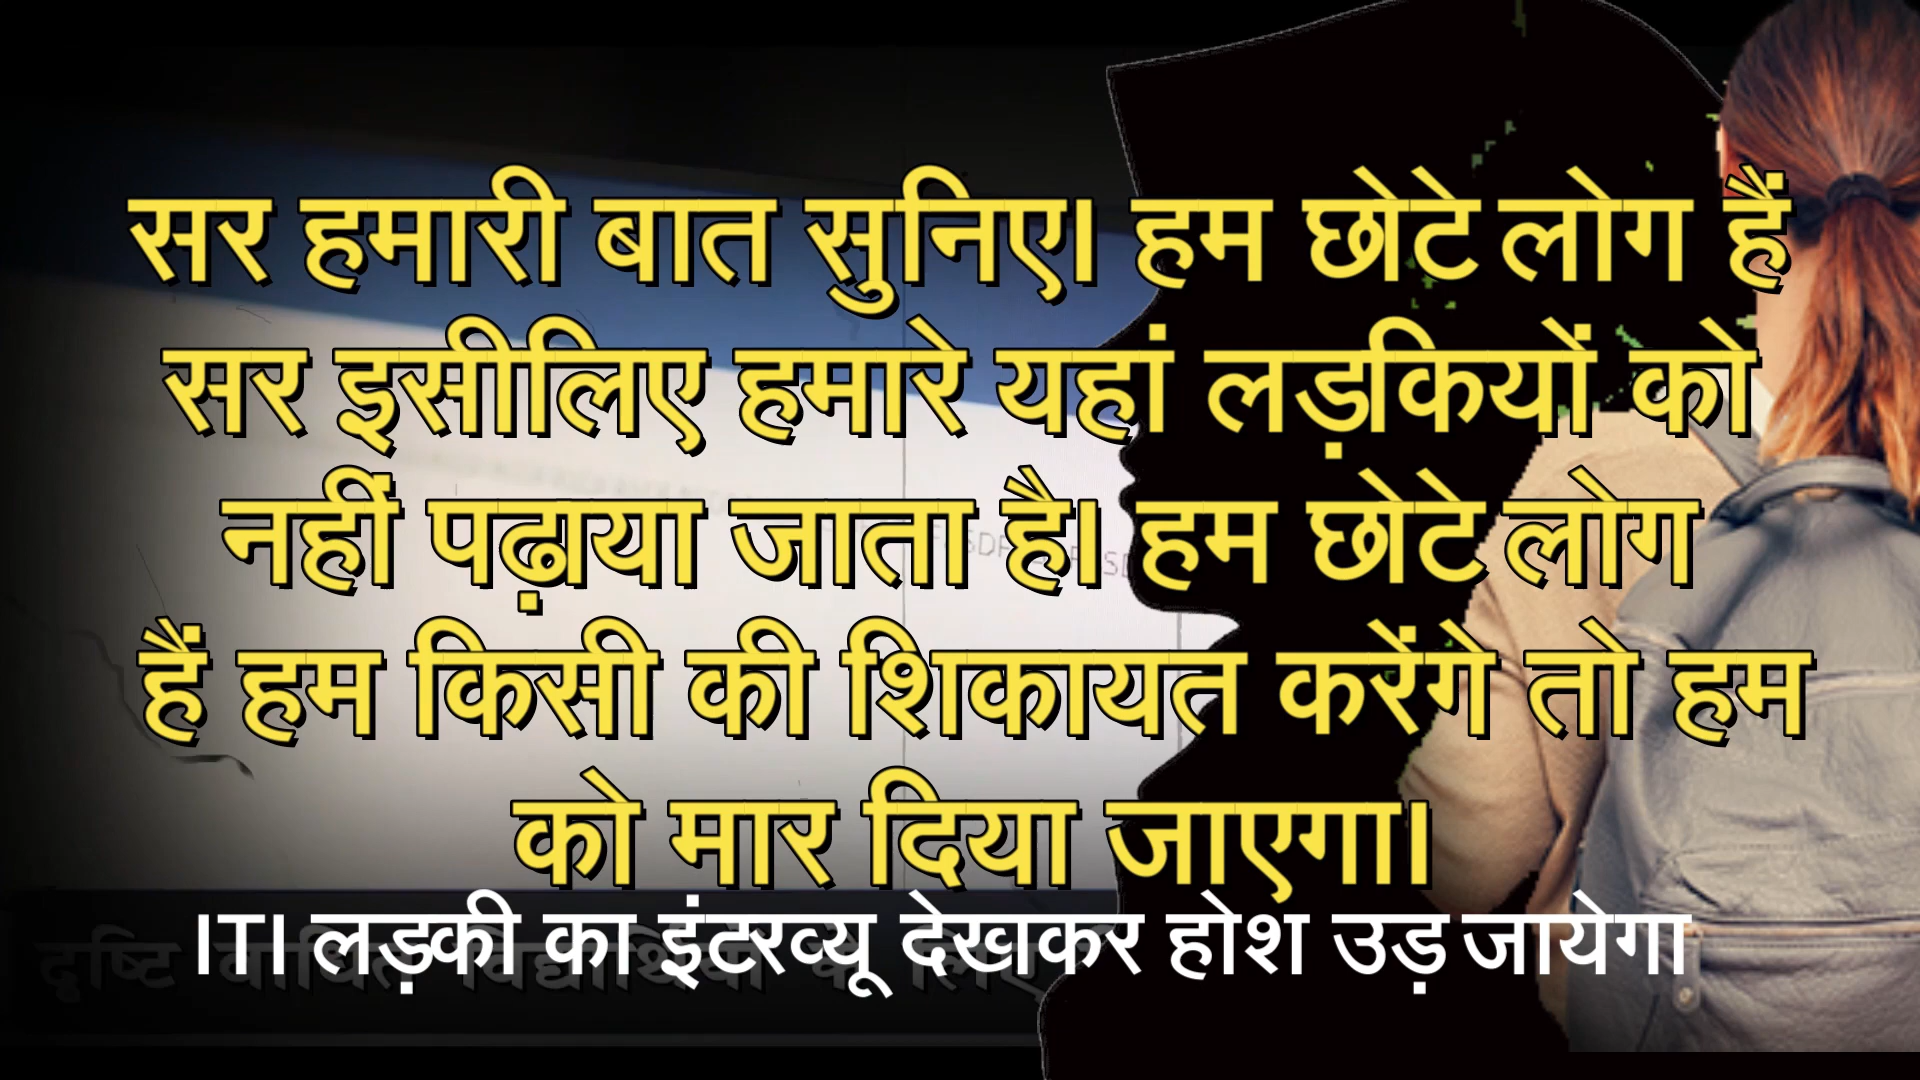 सर हमारी बात सुनिए। हम छोटे लोग हैं
सर इसीलिए हमारे यहां लड़कियों को
नहीं पढ़ाया जाता है। हम छोटे लोग
हैं हम किसी की शिकायत करेंगे तो हम
को मार दिया जाएगा।
ITI लड़की का इंटरव्यू देखकर होश उड़ जायेगा
दृष्टि बाधित विद्यार्थियों के लिए